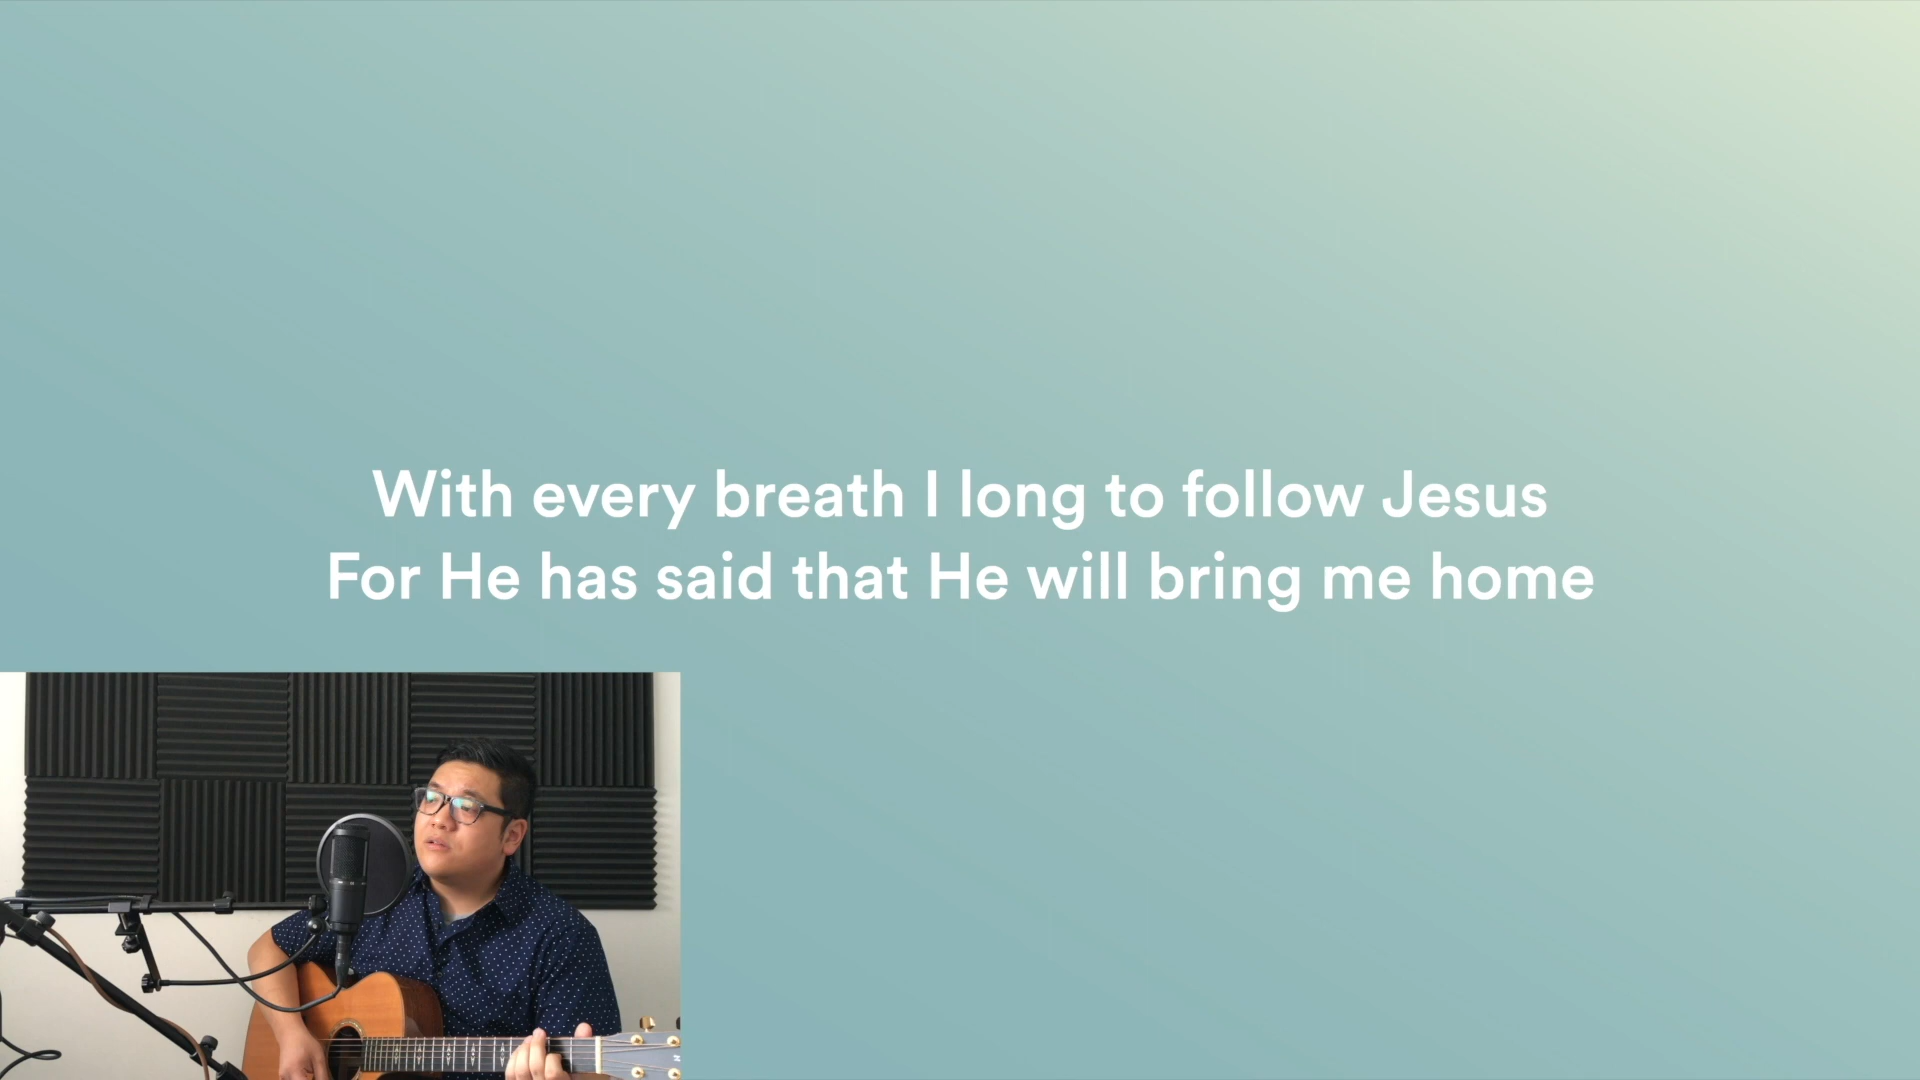 With every breath I long to follow Jesus
For He has said that He will bring me home